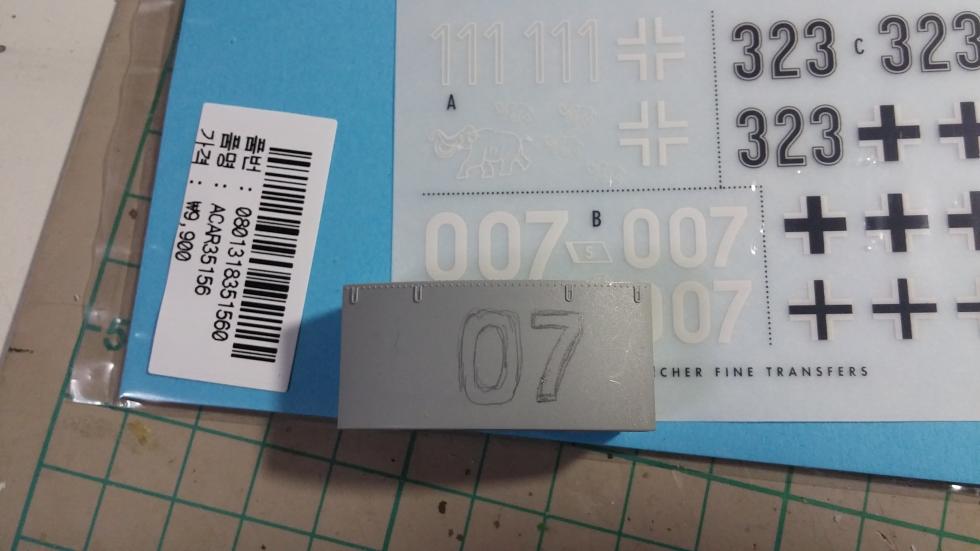 품번 : 0801318351560
품명 : ACAR35156
가격 : ₩9,900
111 111
A
323 C 323
323
B
007 S 007
007
07
CHER FINE TRANSFERS